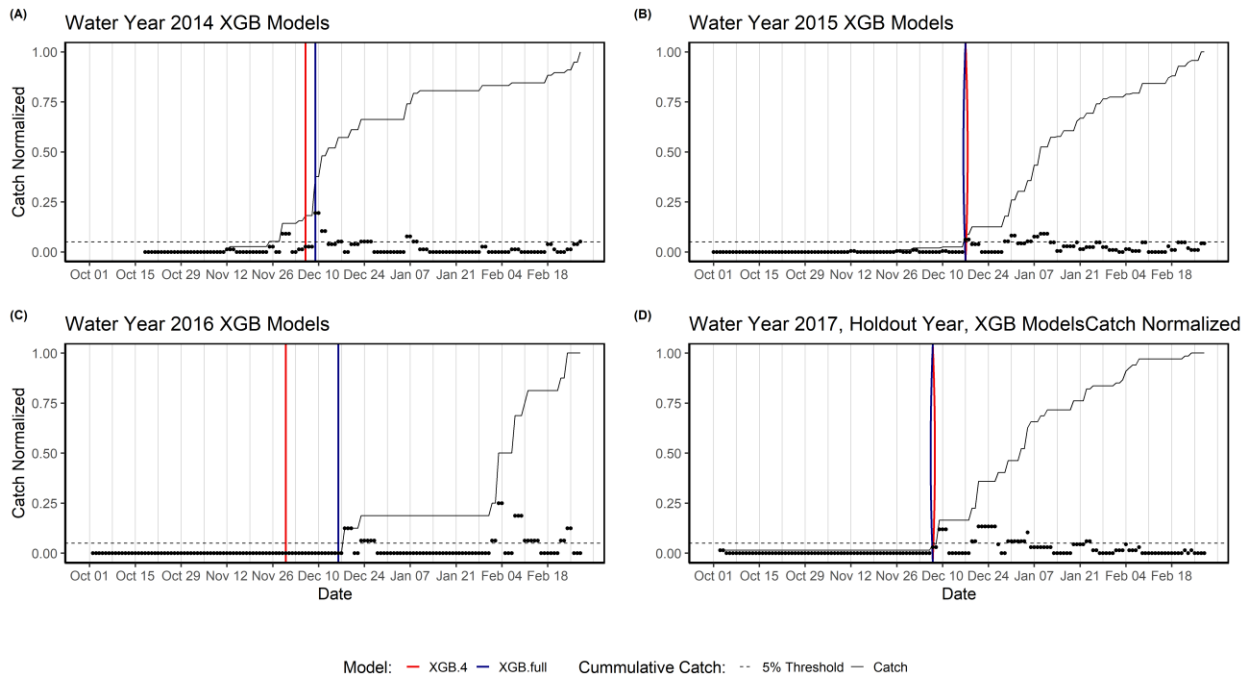 (A)
Water Year 2014 XGB Models
Catch Normalized
1.00
0.75
0.50
0.25
0.00
Oct 01 Oct 15 Oct 29 Nov 12 Nov 26 Dec 10 Dec 24 Jan 07 Jan 21 Feb 04 Feb 18
(B)
Water Year 2015 XGB Models
1.00
0.75
0.50
0.25
0.00
Oct 01 Oct 15 Oct 29 Nov 12 Nov 26 Dec 10 Dec 24 Jan 07 Jan 21 Feb 04 Feb 18
(C)
Water Year 2016 XGB Models
Catch Normalized
1.00
0.75
0.50
0.25
0.00
Oct 01 Oct 15 Oct 29 Nov 12 Nov 26 Dec 10 Dec 24 Jan 07 Jan 21 Feb 04 Feb 18
Date
(D)
Water Year 2017, Holdout Year, XGB ModelsCatch Normalized
1.00
0.75
0.50
0.25
0.00
Oct 01 Oct 15 Oct 29 Nov 12 Nov 26 Dec 10 Dec 24 Jan 07 Jan 21 Feb 04 Feb 18
Date
Model: XGB.4 XGB.full Cummulative Catch: 5% Threshold Catch